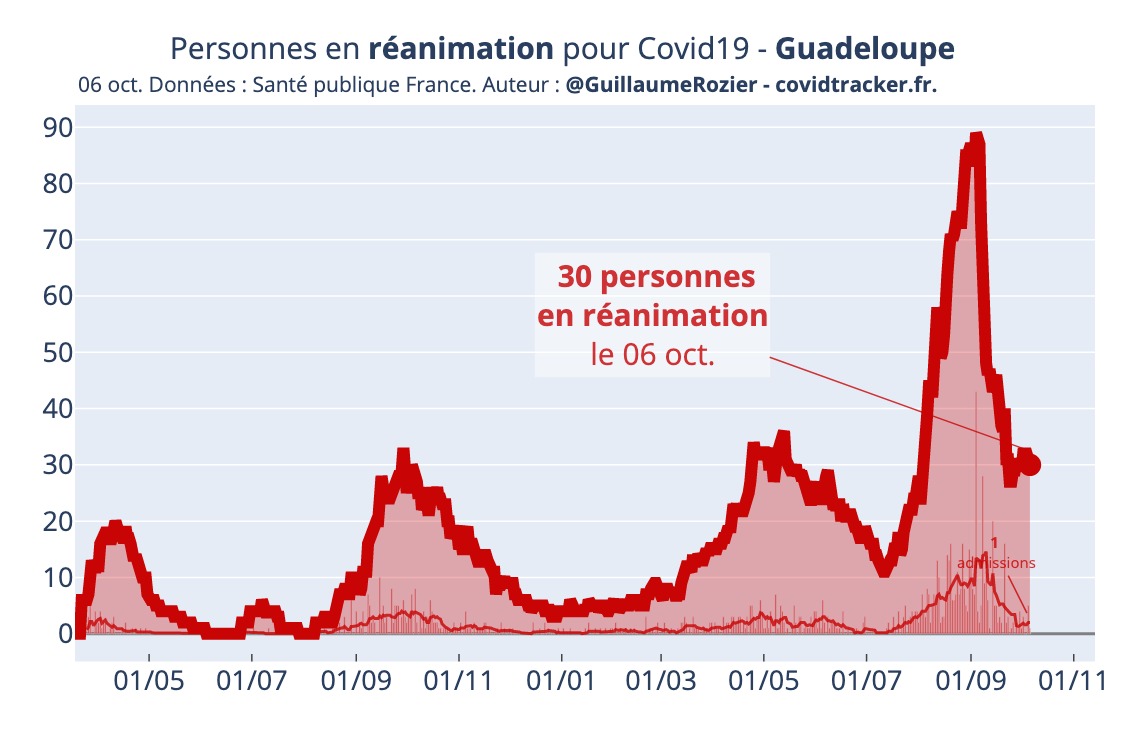 Personnes en réanimation pour Covid19 - Guadeloupe
06 oct. Données : Santé publique France. Auteur : @GuillaumeRozier - covidtracker.fr.
90
80
70
60
50
40
30
20
10
0
30 personnes
en réanimation
le 06 oct.
1
admissions
01/05 01/07 01/09 01/11 01/01 01/03 01/05 01/07 01/09 01/11